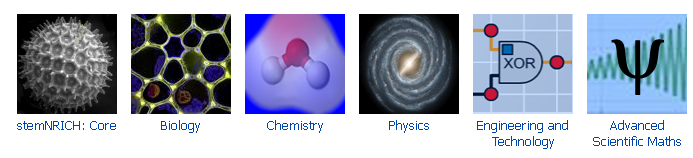 XOR
ψ
stemNRICH: Core
Biology
Chemistry
Physics
Engineering and
Technology
Advanced
Scientific Maths